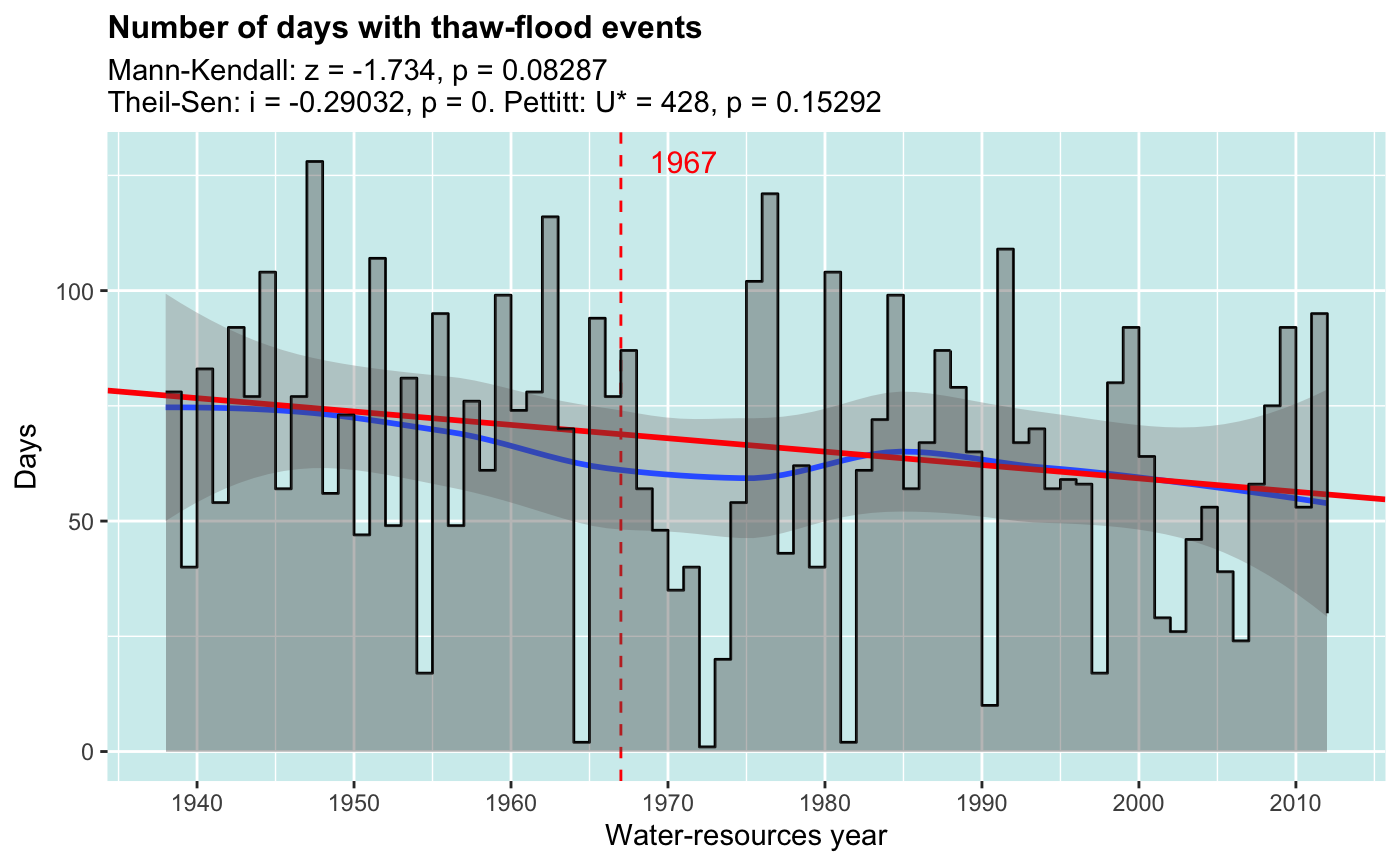 Number of days with thaw-flood events
Mann-Kendall: z = -1.734, p = 0.08287
Theil-Sen: i = -0.29032, p = 0. Pettitt: U* = 428, p = 0.15292
1967
Days
100
50
0
1940 1950 1960 1970 1980 1990 2000 2010
Water-resources year